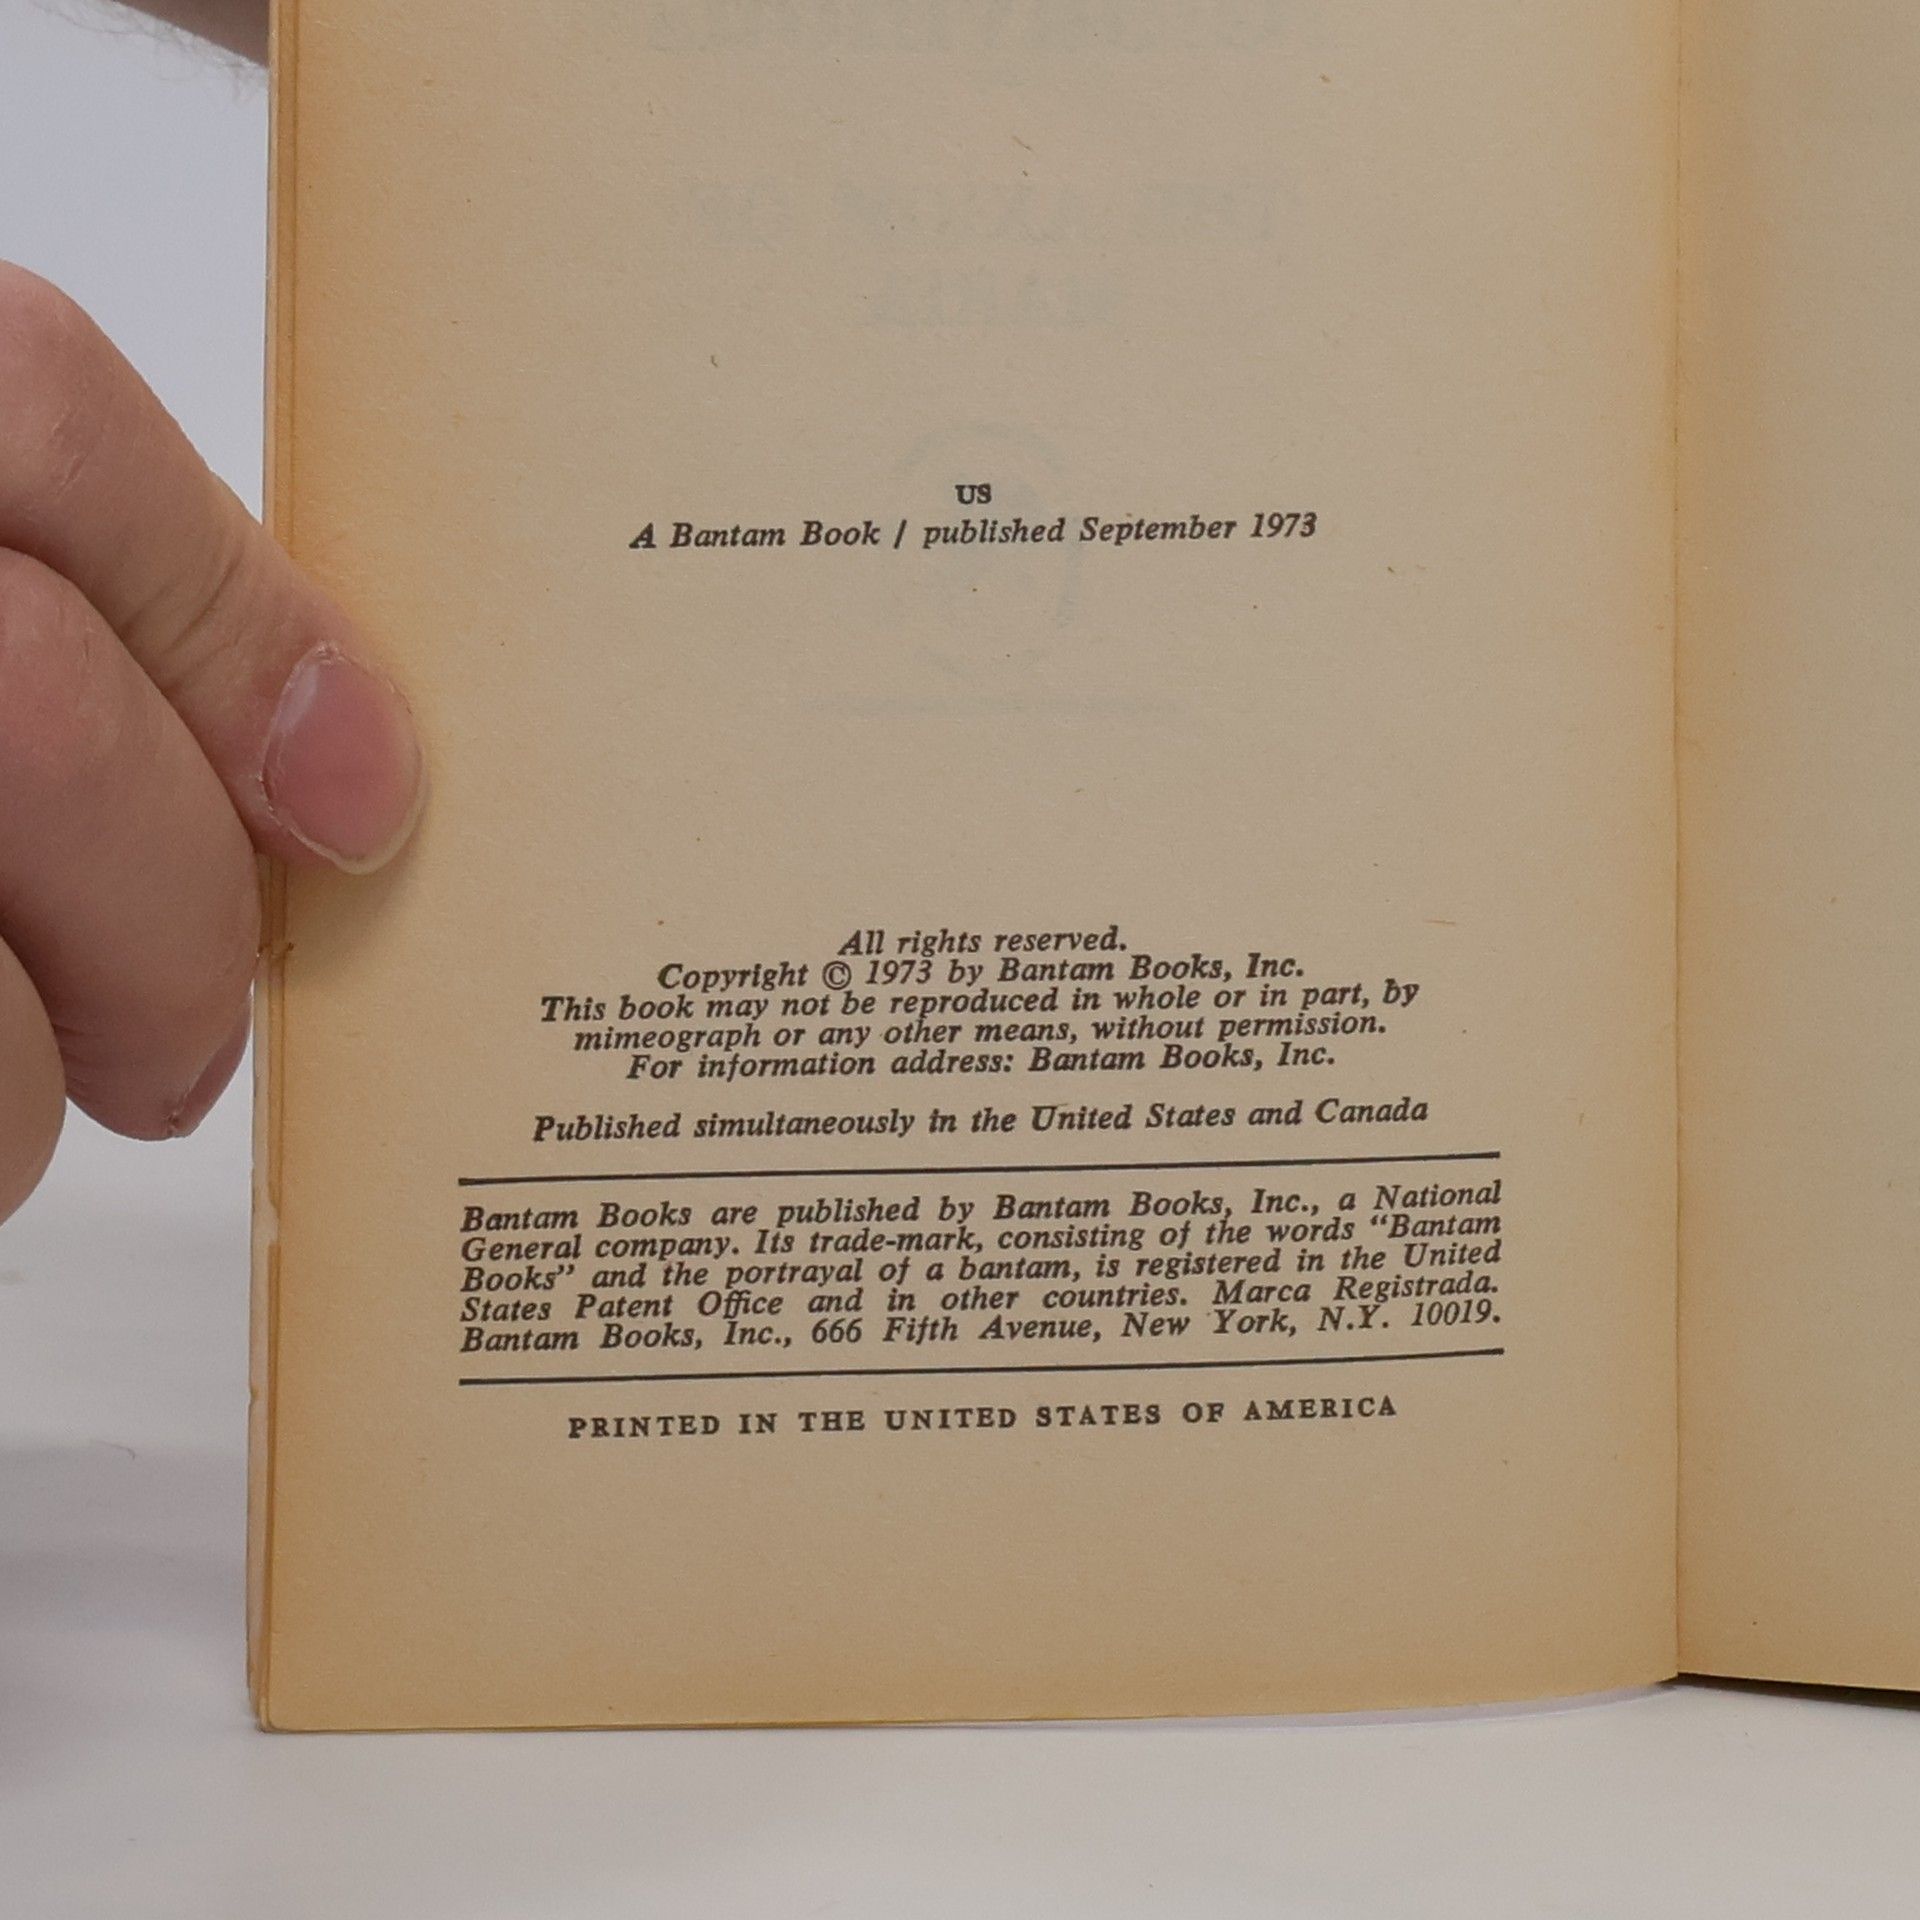 US
A Bantam Book / published September 1973
All rights reserved.
Copyright © 1973 by Bantam Books, Inc.
This book may not be reproduced in whole or in part, by
mimeograph or any other means, without permission.
For information address: Bantam Books, Inc.
Published simultaneously in the United States and Canada
Bantam Books are published by Bantam Books, Inc., a National
General company. Its trade-mark, consisting of the words “Bantam
Books” and the portrayal of a bantam, is registered in the United
States Patent Office and in other countries. Marca Registrada.
Bantam Books, Inc., 666 Fifth Avenue, New York, N.Y. 10019.
PRINTED IN THE UNITED STATES OF AMERICA